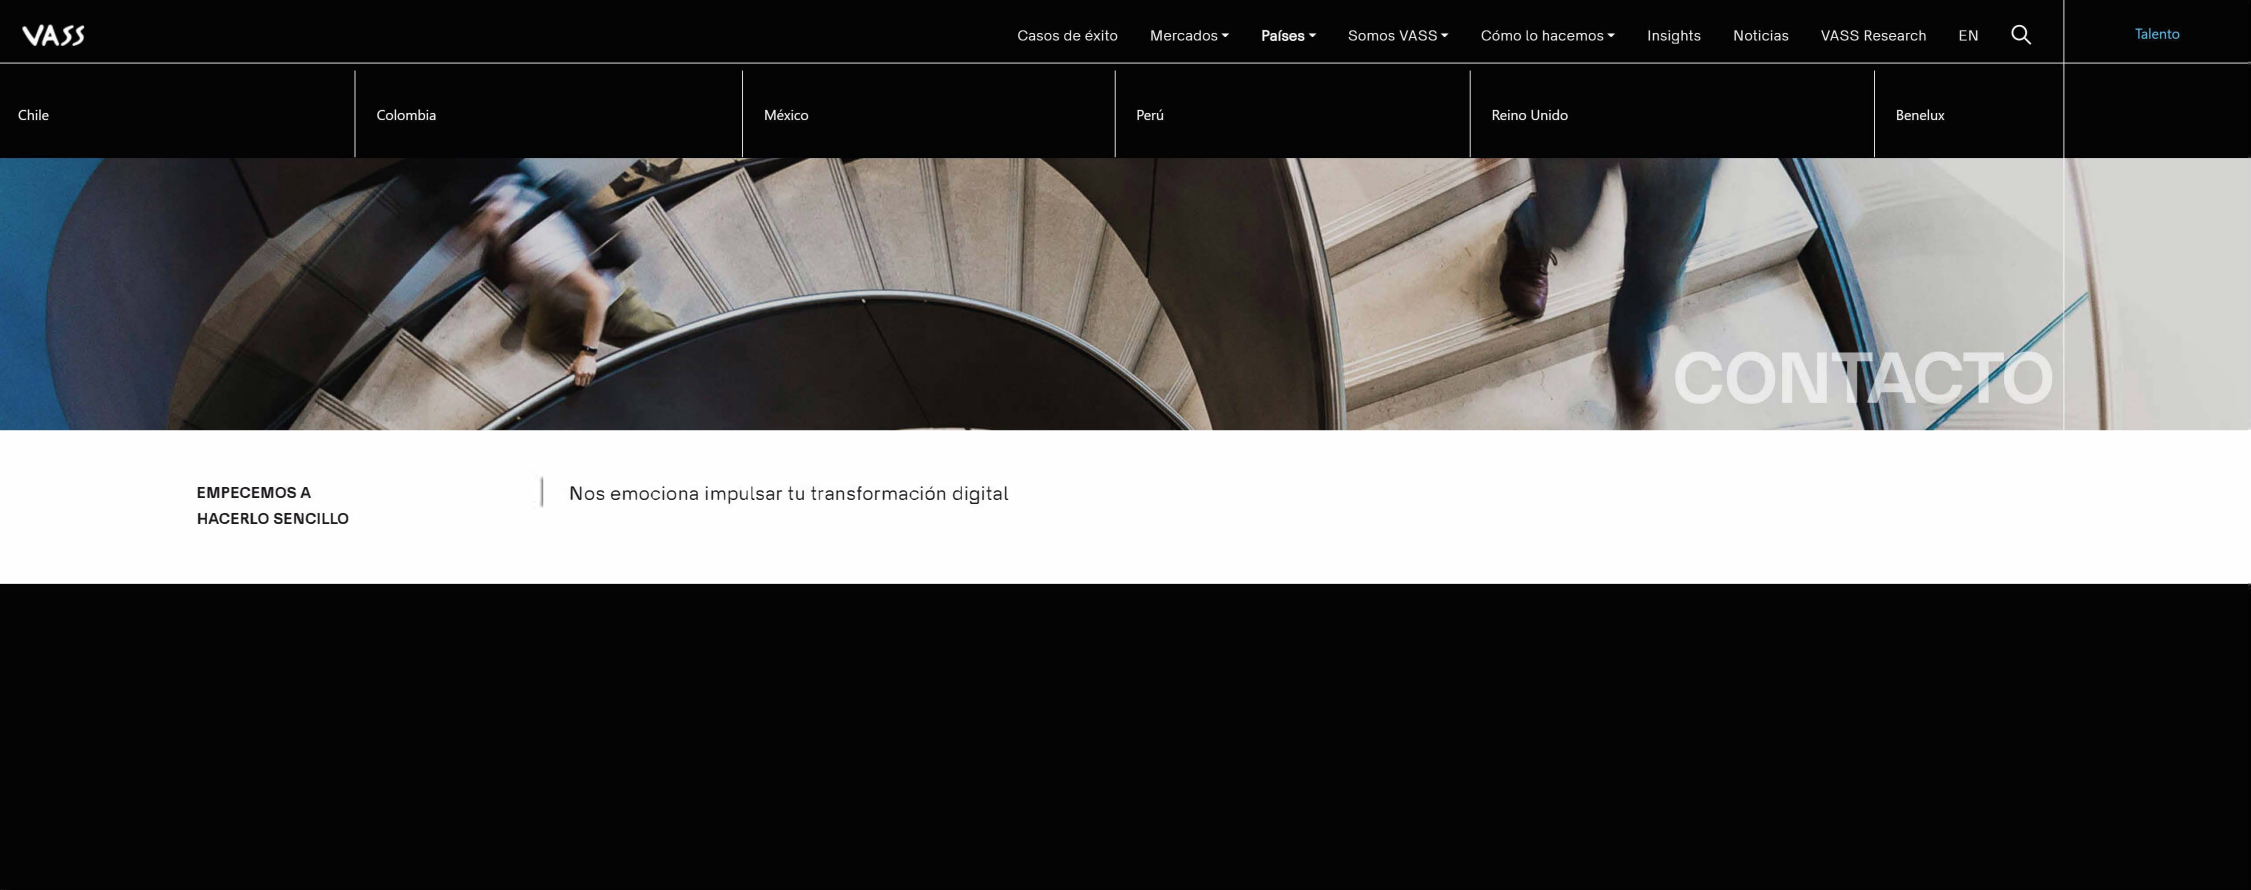 VASS
Casos de éxito
Mercados
Países
Somos VASS
Cómo lo hacemos
Insights
Noticias
VASS Research
EN
Talento
Chile
Colombia
México
Perú
Reino Unido
Benelux
CONTACTO
EMPECEMOS A
HACERLO SENCILLO
Nos emociona impulsar tu transformación digital